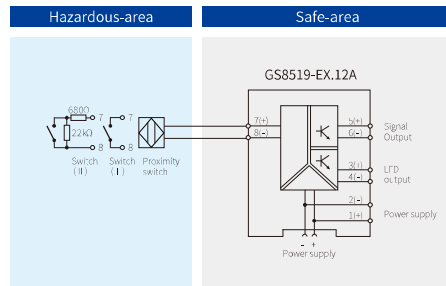 Hazardous-area
Safe-area
GS8519-EX.12A
680Ω
22kΩ
7
8
7
8
Switch
(II)
Switch
(I)
Proximity
switch
7(+)
8(-)
5(+)
6(-)
Signal
Output
3(+)
4(-)
LED
output
2(-)
1(+)
Power supply
- +
Power supply